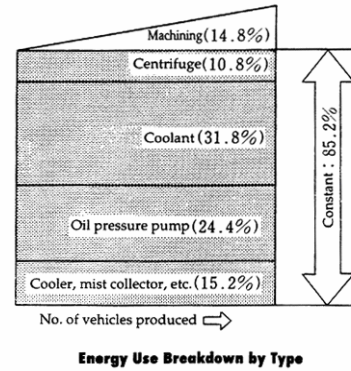 Machining(14.8%)
Centrifuge(10.8%)
Coolant(31.8%)
Constant: 85.2%
Oil pressure pump(24.4%)
Cooler, mist collector, etc.(15.2%)
No. of vehicles produced
Energy Use Breakdown by Type